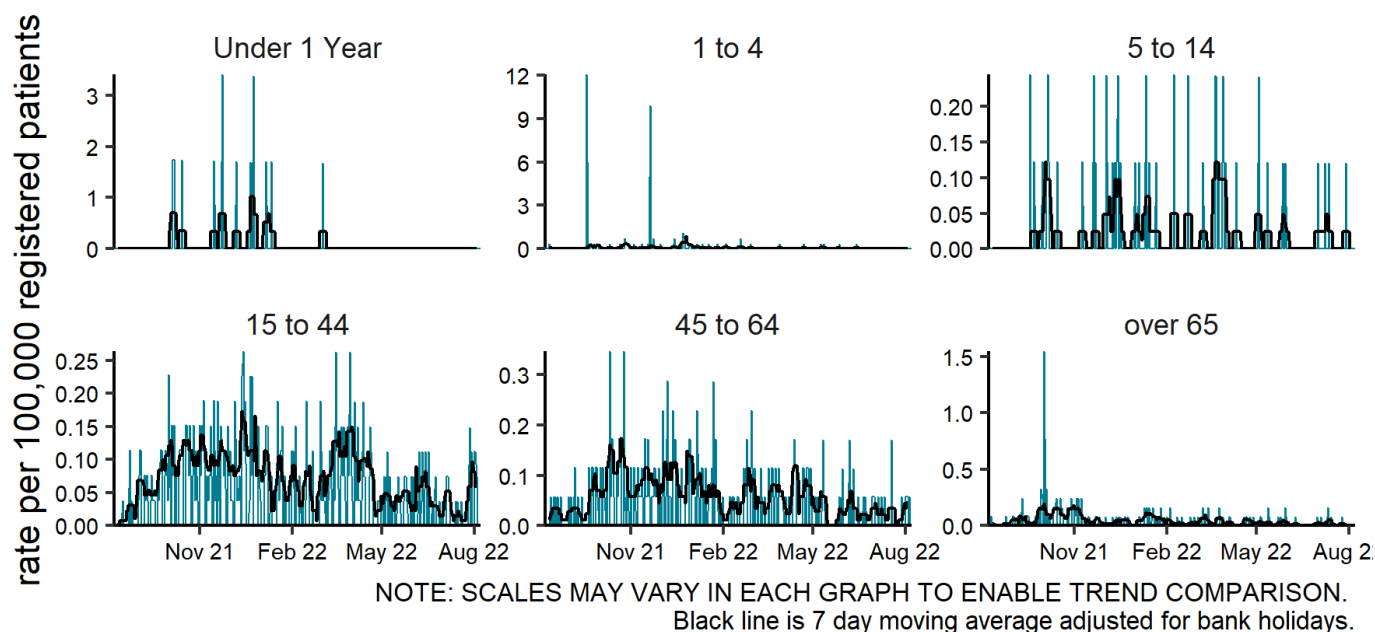 rate per 100,000 registered patients
Under 1 Year
1 to 4
5 to 14
3
2
1
0
12
9
6
3
0
0.20
0.15
0.10
0.05
0.00
15 to 44
45 to 64
over 65
0.25
0.20
0.15
0.10
0.05
0.00
0.3
0.2
0.1
0.0
1.5
1.0
0.5
0.0
Nov 21 Feb 22 May 22 Aug 22
Nov 21 Feb 22 May 22 Aug 22
Nov 21 Feb 22 May 22 Aug 2
NOTE: SCALES MAY VARY IN EACH GRAPH TO ENABLE TREND COMPARISON.
Black line is 7 day moving average adjusted for bank holidays.